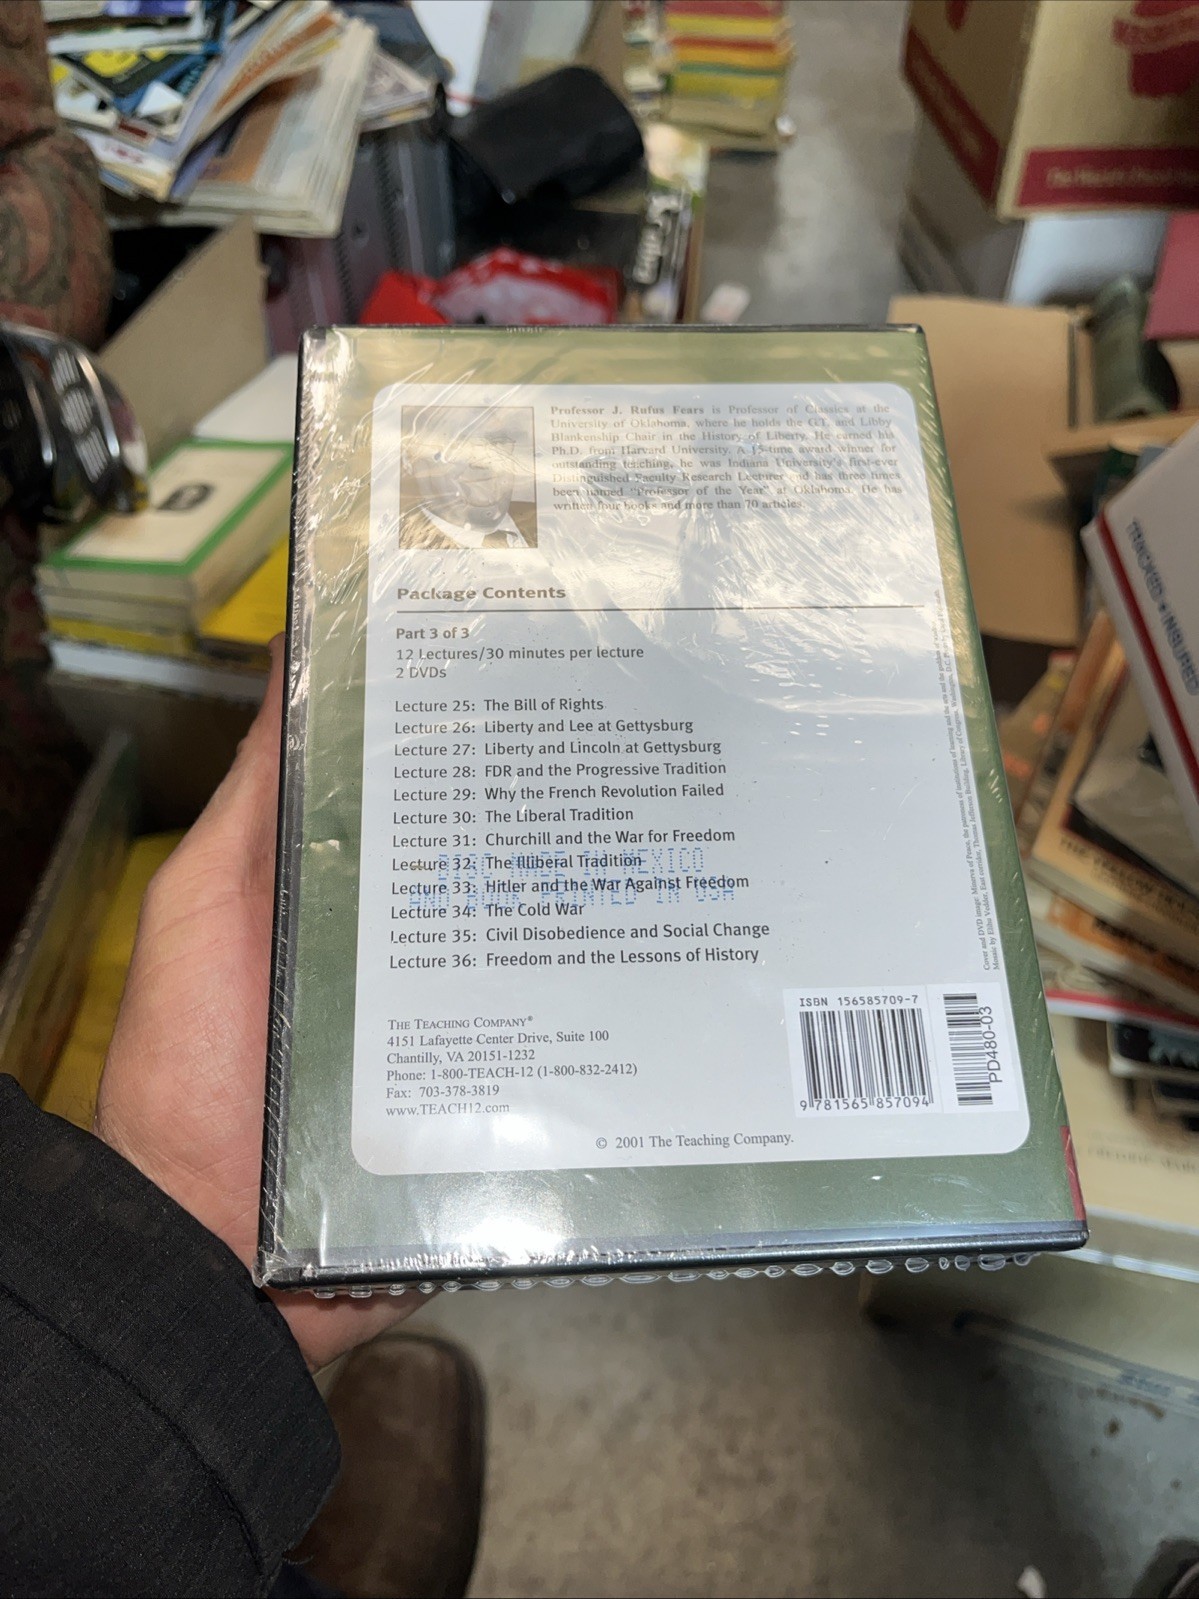 Professor J. Rufus Fears is Professor of Classics at the
University of Oklahoma, where he holds the G.T. and Libby
Blankenship Chair in the History of Liberty. He earned his
Ph.D. from Harvard University. A 15-time award winner for
outstanding teaching, he was Indiana University's first-ever
Distinguished Faculty Research Lecturer and has three times
been named "Professor of the Year" at Oklahoma. He has
written four books and more than 70 articles.
Package Contents
Part 3 of 3
12 Lectures/30 minutes per lecture
2 DVDs
Lecture 25: The Bill of Rights
Lecture 26: Liberty and Lee at Gettysburg
Lecture 27: Liberty and Lincoln at Gettysburg
Lecture 28: FDR and the Progressive Tradition
Lecture 29: Why the French Revolution Failed
Lecture 30: The Liberal Tradition
Lecture 31: Churchill and the War for Freedom
Lecture 32: The Illiberal Tradition
DISC MADE IN MEXICO
Lecture 33: Hitler and the War Against Freedom
AND BOOK PRINTED IN USA
Lecture 34: The Cold War
Lecture 35: Civil Disobedience and Social Change
Lecture 36: Freedom and the Lessons of History
THE TEACHING COMPANY®
4151 Lafayette Center Drive, Suite 100
Chantilly, VA 20151-1232
Phone: 1-800-TEACH-12 (1-800-832-2412)
Fax: 703-378-3819
www.TEACH12.com
ISBN 156585709-7
9 781565 857094
PD480-03
© 2001 The Teaching Company.
TRACKED • INSURED